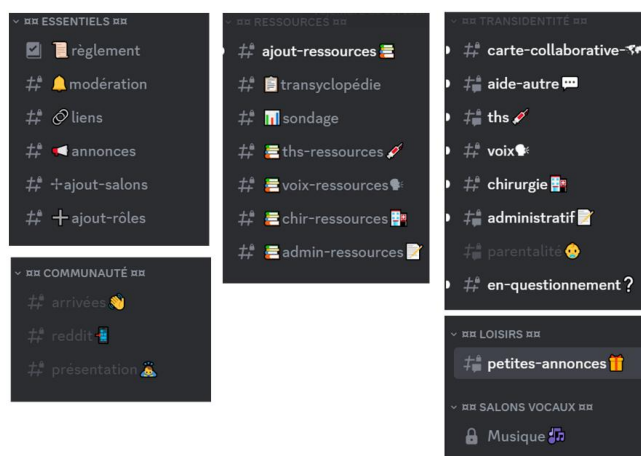 ¤¤ ESSENTIELS ¤¤
règlement
modération
liens
annonces
ajout-salons
ajout-rôles
¤¤ COMMUNAUTÉ ¤¤
arrivées
reddit
présentation
¤¤ RESSOURCES ¤¤
ajout-ressources
transyclopédie
sondage
ths-ressources
voix-ressources
chir-ressources
admin-ressources
¤¤ TRANSIDENTITÉ ¤¤
carte-collaborative-
aide-autre
ths
voix
chirurgie
administratif
parentalité
en-questionnement❓
¤¤ LOISIRS ¤¤
petites-annonces
¤¤ SALONS VOCAUX ¤¤
Musique